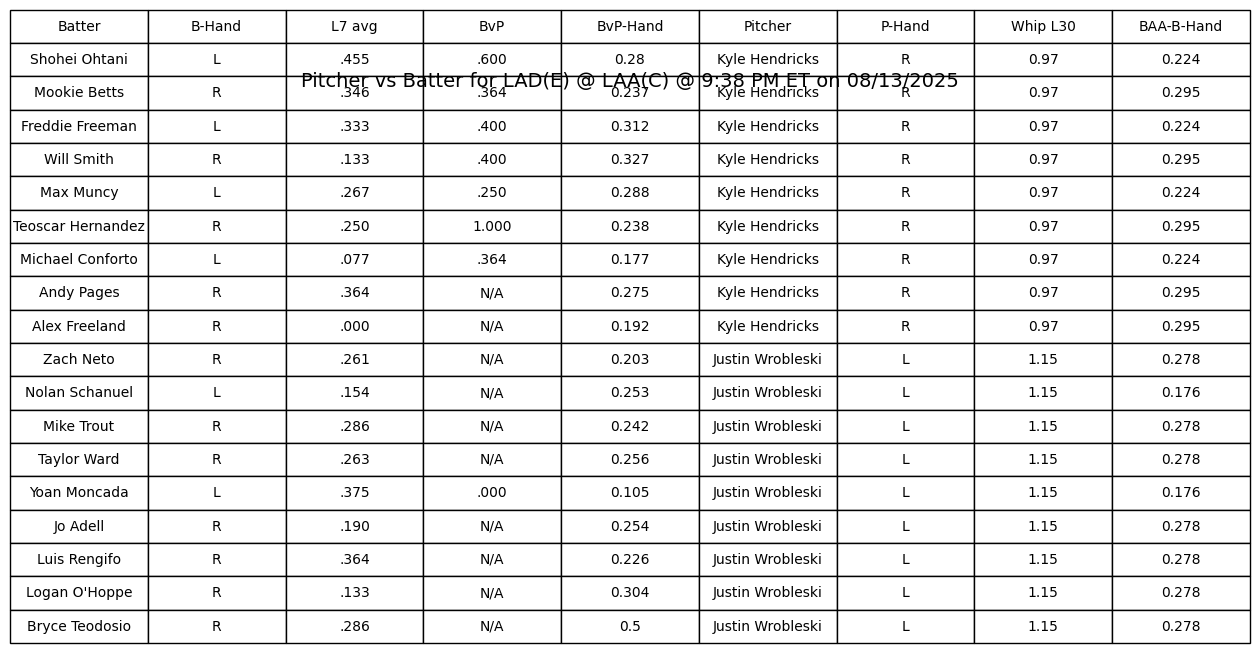 Batter B-Hand L7 avg BvP BvP-Hand Pitcher P-Hand Whip L30 BAA-B-Hand
Shohei Ohtani L .455 .600 0.28 Kyle Hendricks R 0.97 0.224
Pitcher vs Batter for LAD(E) @ LAA(C) @ 9:38 PM ET on 08/13/2025
Mookie Betts R .346 .364 0.237 Kyle Hendricks R 0.97 0.295
Freddie Freeman L .333 .400 0.312 Kyle Hendricks R 0.97 0.224
Will Smith R .133 .400 0.327 Kyle Hendricks R 0.97 0.295
Max Muncy L .267 .250 0.288 Kyle Hendricks R 0.97 0.224
Teoscar Hernandez R .250 1.000 0.238 Kyle Hendricks R 0.97 0.295
Michael Conforto L .077 .364 0.177 Kyle Hendricks R 0.97 0.224
Andy Pages R .364 N/A 0.275 Kyle Hendricks R 0.97 0.295
Alex Freeland R .000 N/A 0.192 Kyle Hendricks R 0.97 0.295
Zach Neto R .261 N/A 0.203 Justin Wrobleski L 1.15 0.278
Nolan Schanuel L .154 N/A 0.253 Justin Wrobleski L 1.15 0.176
Mike Trout R .286 N/A 0.242 Justin Wrobleski L 1.15 0.278
Taylor Ward R .263 N/A 0.256 Justin Wrobleski L 1.15 0.278
Yoan Moncada L .375 .000 0.105 Justin Wrobleski L 1.15 0.176
Jo Adell R .190 N/A 0.254 Justin Wrobleski L 1.15 0.278
Luis Rengifo R .364 N/A 0.226 Justin Wrobleski L 1.15 0.278
Logan O'Hoppe R .133 N/A 0.304 Justin Wrobleski L 1.15 0.278
Bryce Teodosio R .286 N/A 0.5 Justin Wrobleski L 1.15 0.278